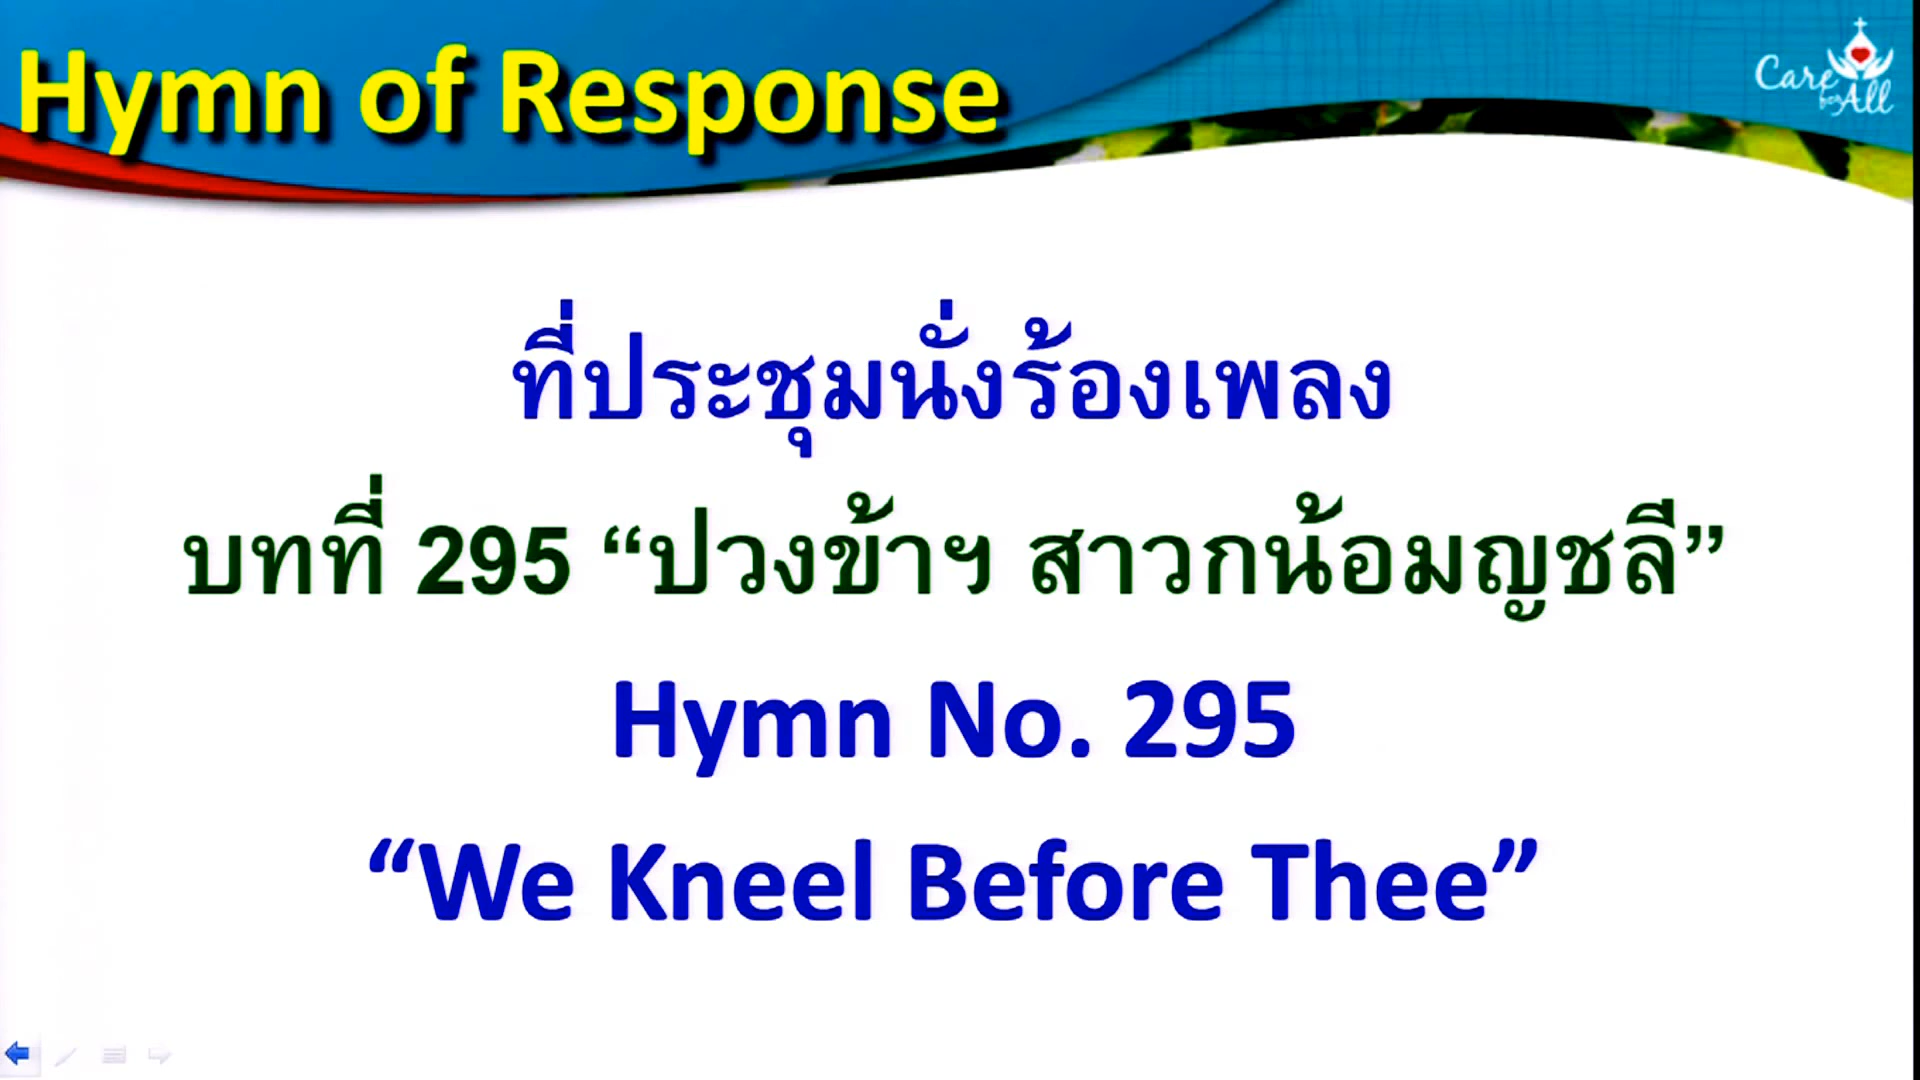 Hymn of Response
Care
for All
ที่ประชุมนั่งร้องเพลง
บทที่ 295 “ปวงข้าฯ สาวกน้อมญชลี”
Hymn No. 295
“We Kneel Before Thee”